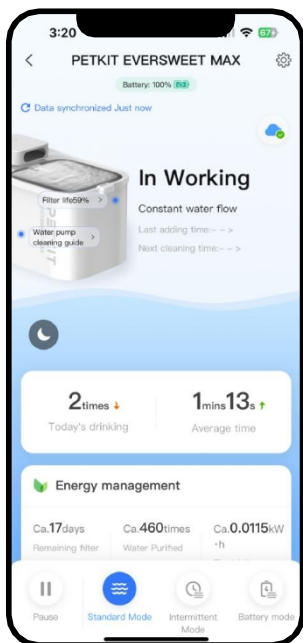 3:20
67
PETKIT EVERSWEET MAX
Battery: 100%
Data synchronized Just now
In Working
Filter life59% >
Constant water flow
Water pump
cleaning guide >
Last adding time:- - >
Next cleaning time:- - >
PETKIT
2times
1mins13s
Today's drinking
Average time
Energy management
Ca.17days
Ca.460times
Ca.0.0115kW
·h
Remaining filter
Water Purified
Pause
Standard Mode
Intermittent
Mode
Battery mode